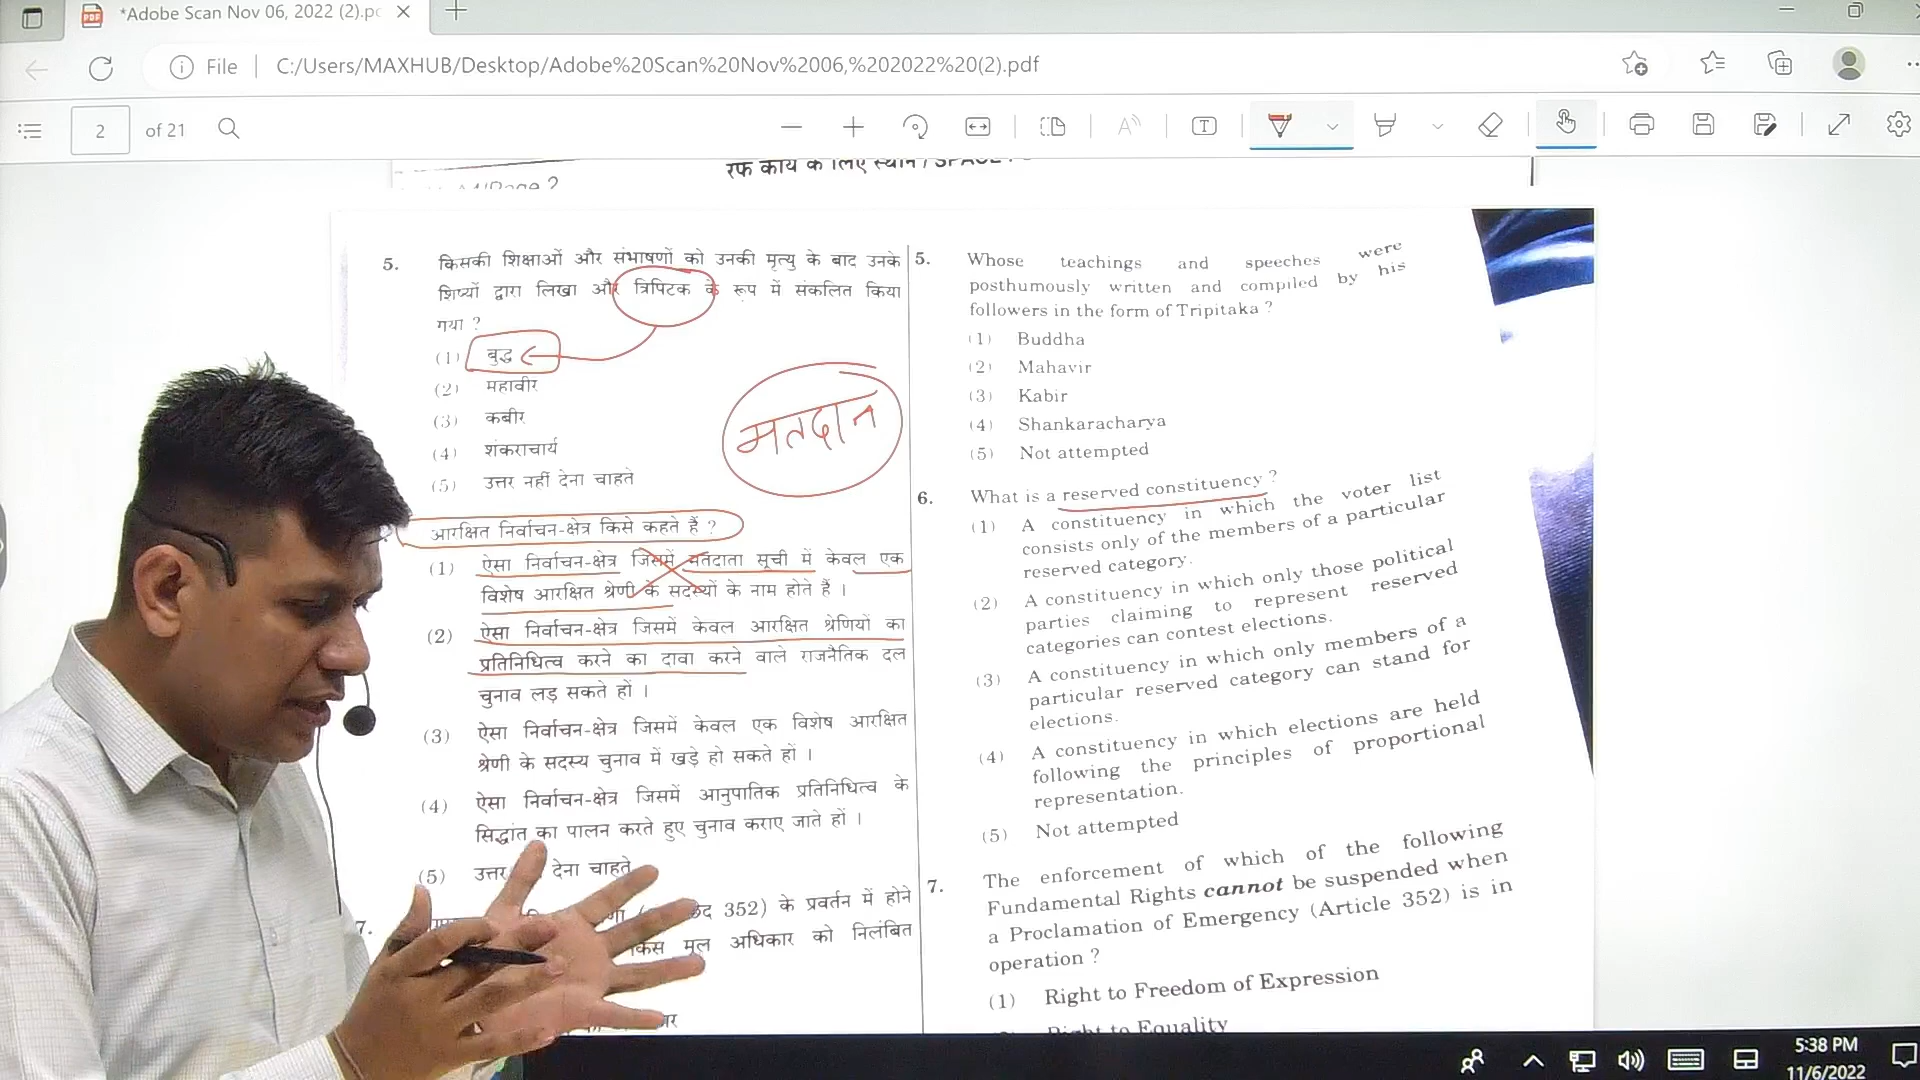 *Adobe Scan Nov 06, 2022 (2).pc
File
C:/Users/MAXHUB/Desktop/Adobe%20Scan%20Nov%2006,%202022%20(2).pdf
2 of 21
रफ कार्य के लिए स्थान / SPACE
5. किसकी शिक्षाओं और संभाषणों को उनकी मृत्यु के बाद उनके
शिष्यों द्वारा लिखा और त्रिपिटक के रूप में संकलित किया
गया ?
(1) बुद्ध
(2) महावीर
(3) कबीर
(4) शंकराचार्य
(5) उत्तर नहीं देना चाहते
मतदान
आरक्षित निर्वाचन-क्षेत्र किसे कहते हैं ?
(1) ऐसा निर्वाचन-क्षेत्र जिसमें मतदाता सूची में केवल एक
विशेष आरक्षित श्रेणी के सदस्यों के नाम होते हैं ।
(2) ऐसा निर्वाचन-क्षेत्र जिसमें केवल आरक्षित श्रेणियों का
प्रतिनिधित्व करने का दावा करने वाले राजनैतिक दल
चुनाव लड़ सकते हों ।
(3) ऐसा निर्वाचन-क्षेत्र जिसमें केवल एक विशेष आरक्षित
श्रेणी के सदस्य चुनाव में खड़े हो सकते हों ।
(4) ऐसा निर्वाचन-क्षेत्र जिसमें आनुपातिक प्रतिनिधित्व के
सिद्धांत का पालन करते हुए चुनाव कराए जाते हों ।
(5) उत्तर देना चाहते
7. 352) के प्रवर्तन में होने
मूल अधिकार को निलंबित
5. Whose teachings and speeches were
posthumously written and compiled by his
followers in the form of Tripitaka ?
(1) Buddha
(2) Mahavir
(3) Kabir
(4) Shankaracharya
(5) Not attempted
6. What is a reserved constituency ?
(1) A constituency in which the voter list
consists only of the members of a particular
reserved category.
(2) A constituency in which only those political
parties claiming to represent reserved
categories can contest elections.
(3) A constituency in which only members of a
particular reserved category can stand for
elections.
(4) A constituency in which elections are held
following the principles of proportional
representation.
(5) Not attempted
7. The enforcement of which of the following
Fundamental Rights cannot be suspended when
a Proclamation of Emergency (Article 352) is in
operation ?
(1) Right to Freedom of Expression
Right to Equality
5:38 PM
11/6/2022